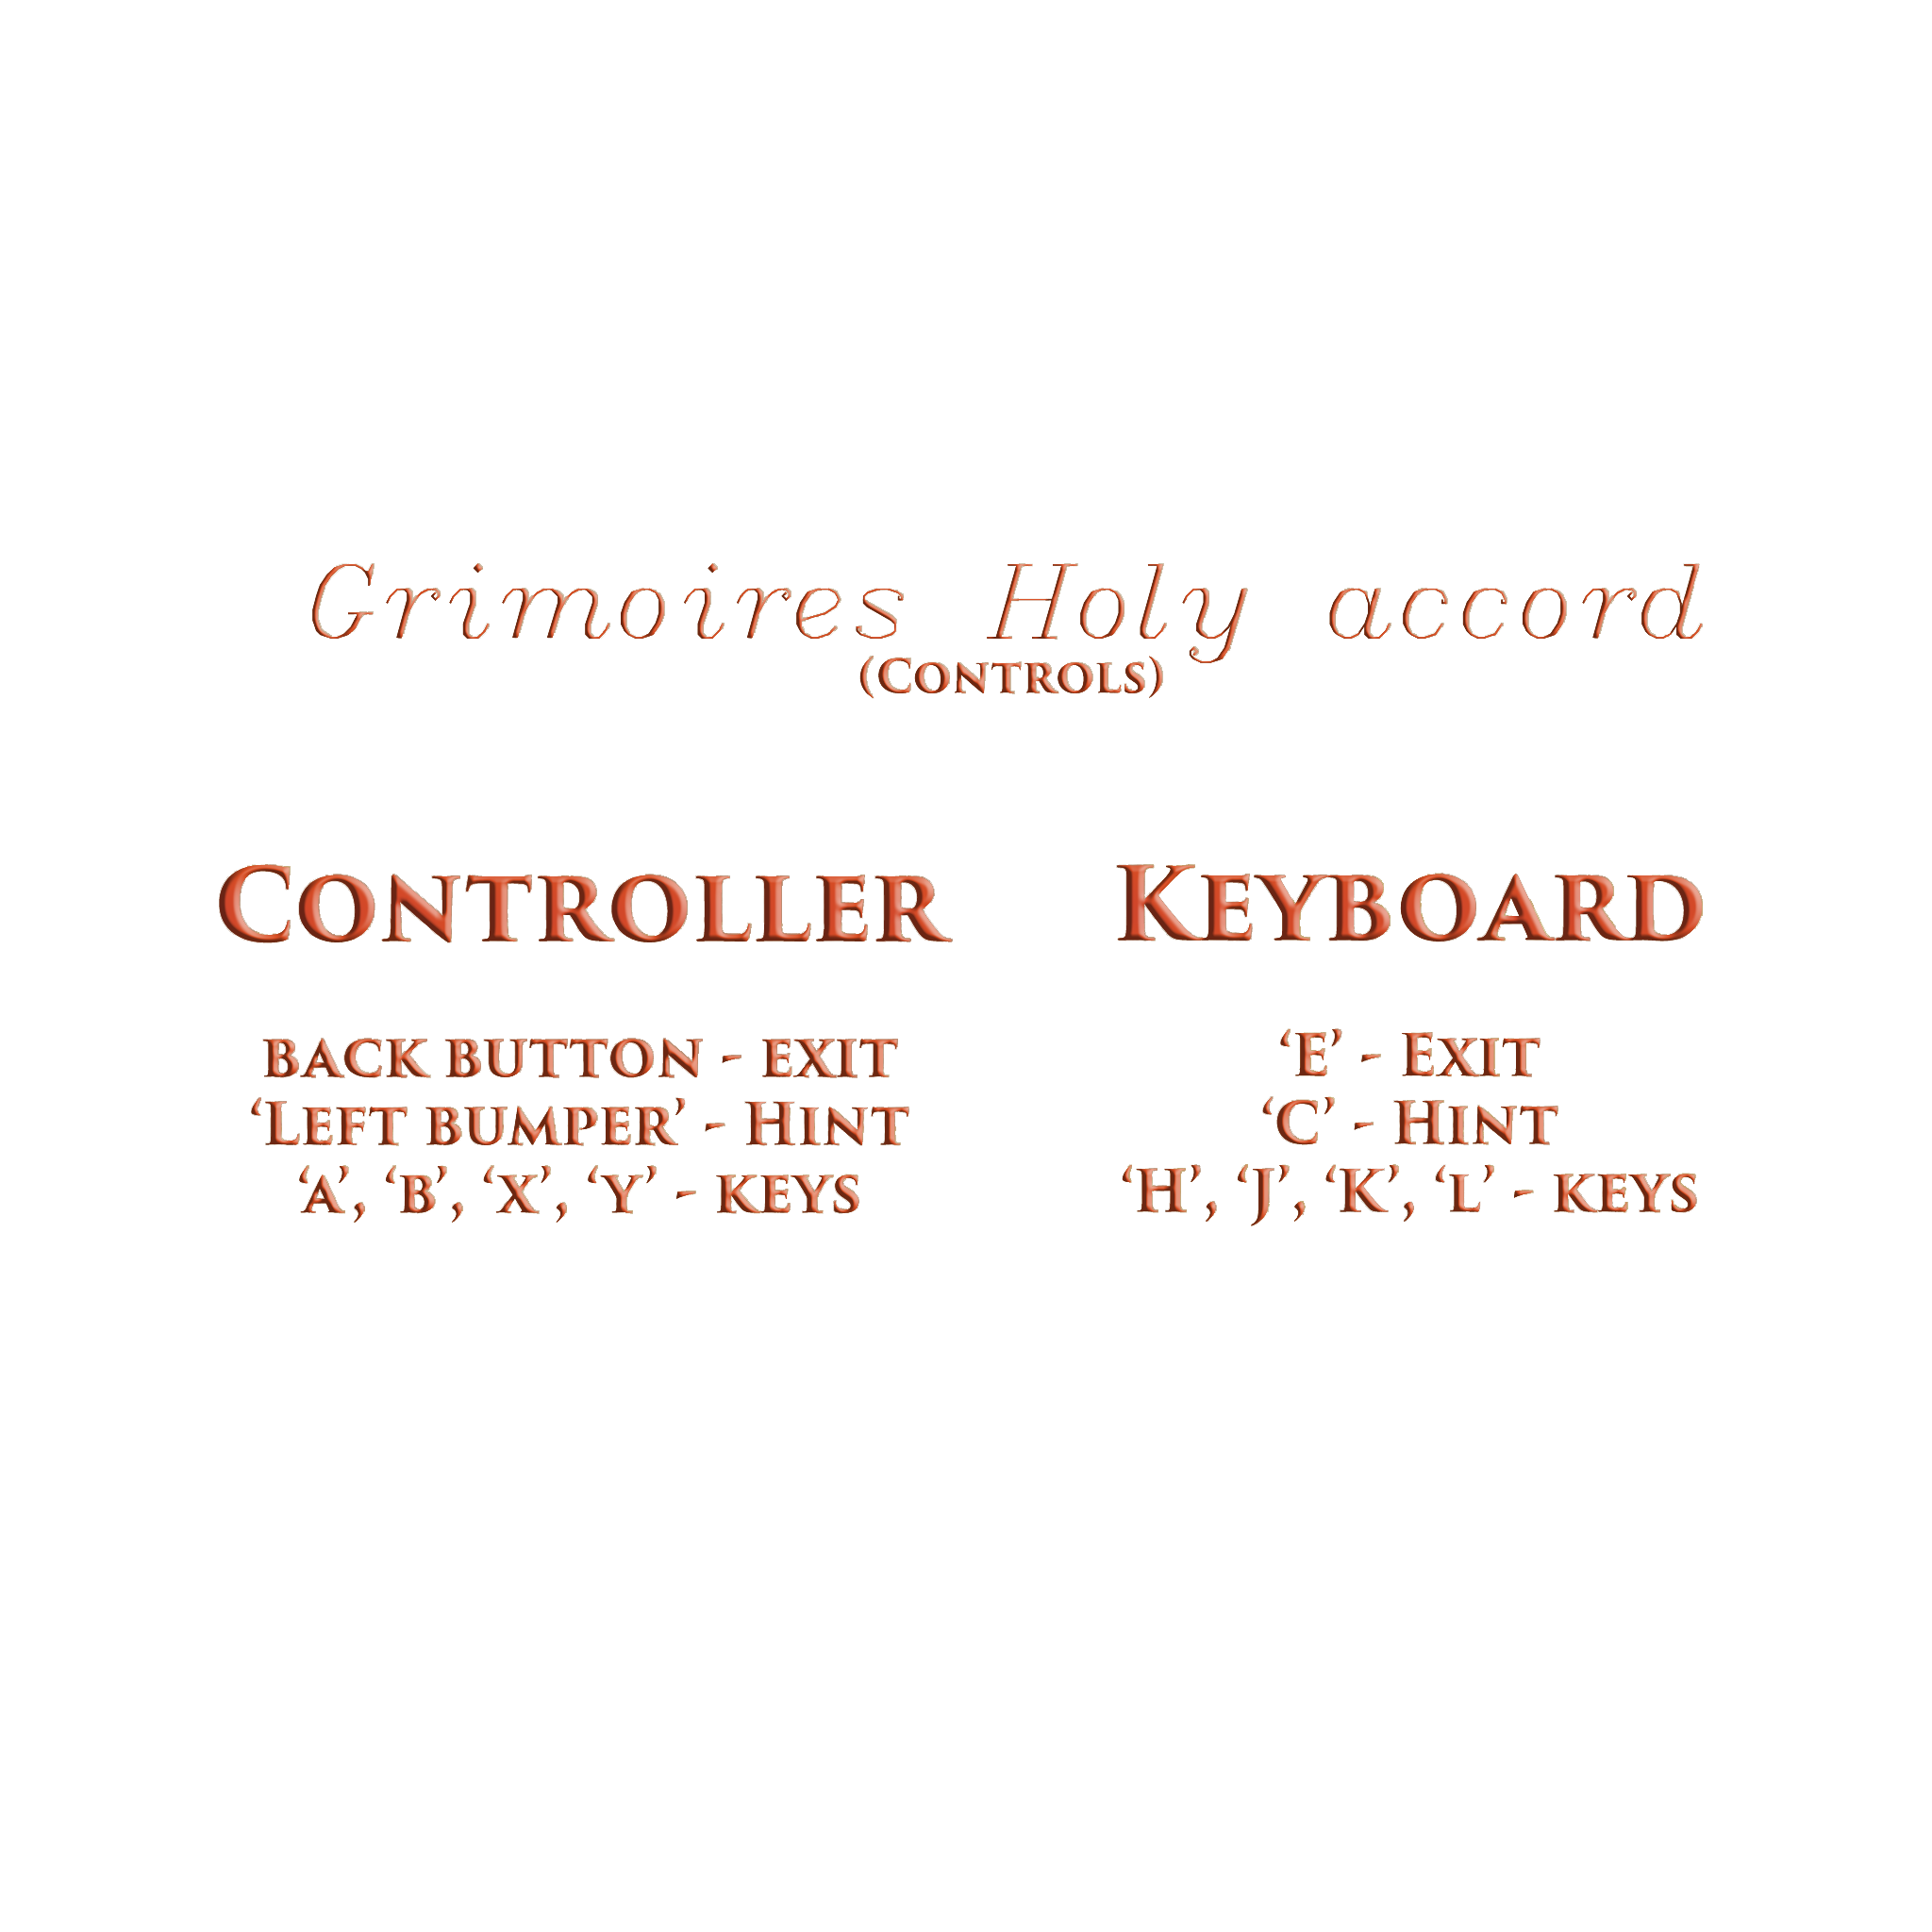 Grimoires Holy accord
(Controls)
Controller
Keyboard
back button - exit
‘Left bumper’ - Hint
‘A’, ‘B’, ‘X’, ‘Y’ - keys
‘E’ - Exit
‘C’ - Hint
‘H’, ‘J’, ‘K’, ‘L’ - keys